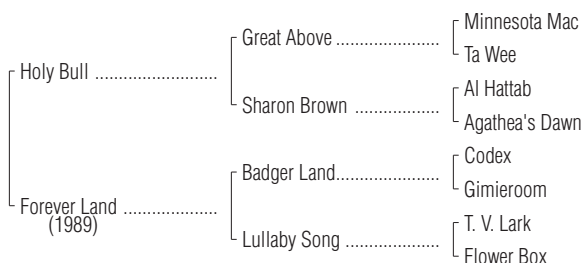 Minnesota Mac
Great Above ......................
Ta Wee
Holy Bull ..........................
Al Hattab
Sharon Brown ..................
Agathea's Dawn
Codex
Badger Land......................
Gimieroom
Forever Land ....................
(1989)
T. V. Lark
Lullaby Song ....................
Flower Box